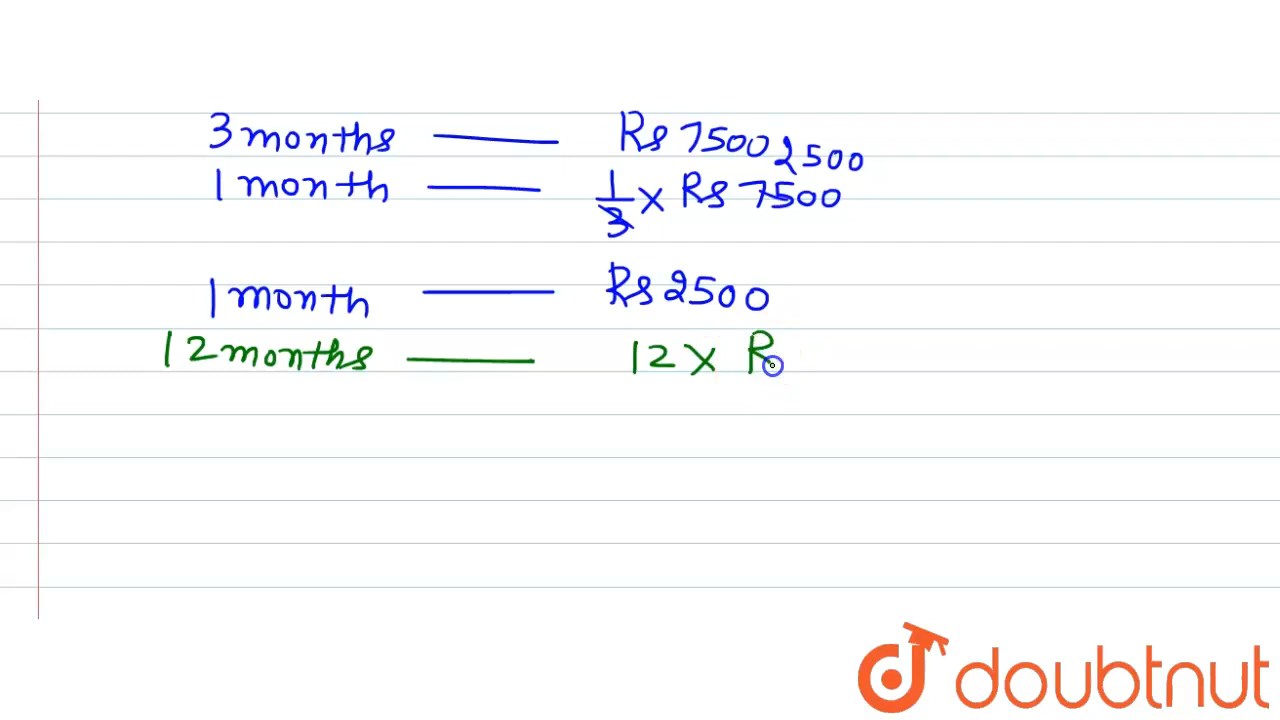 3 months —— Rs 7500
2500
1 month —— 1/3 × Rs 7500
1 month —— Rs 2500
12 months —— 12 × R
doubtnut